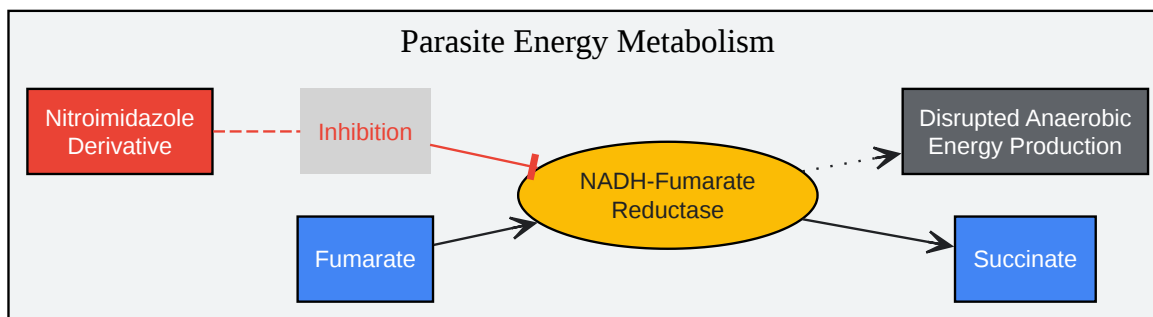 Parasite Energy Metabolism
Nitroimidazole
Derivative
Inhibition
NADH-Fumarate
Reductase
Disrupted Anaerobic
Energy Production
Fumarate
Succinate